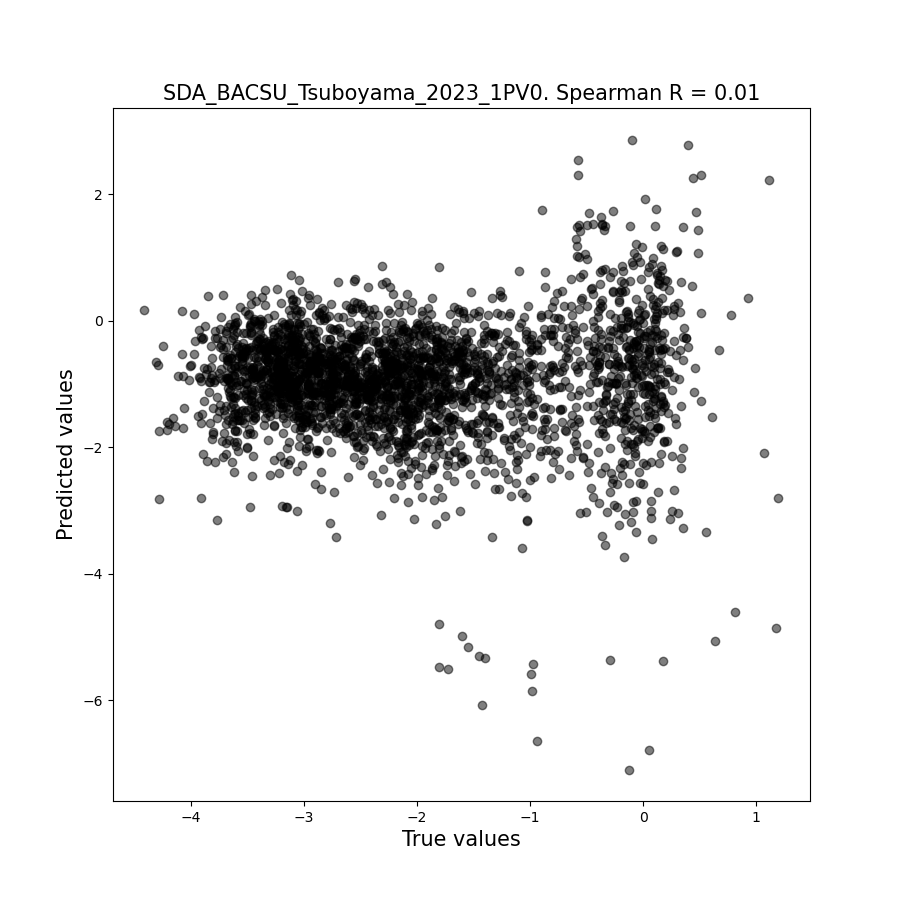 SDA_BACSU_Tsuboyama_2023_1PV0. Spearman R = 0.01
2
0
−2
−4
−6
Predicted values
−4 −3 −2 −1 0 1
True values